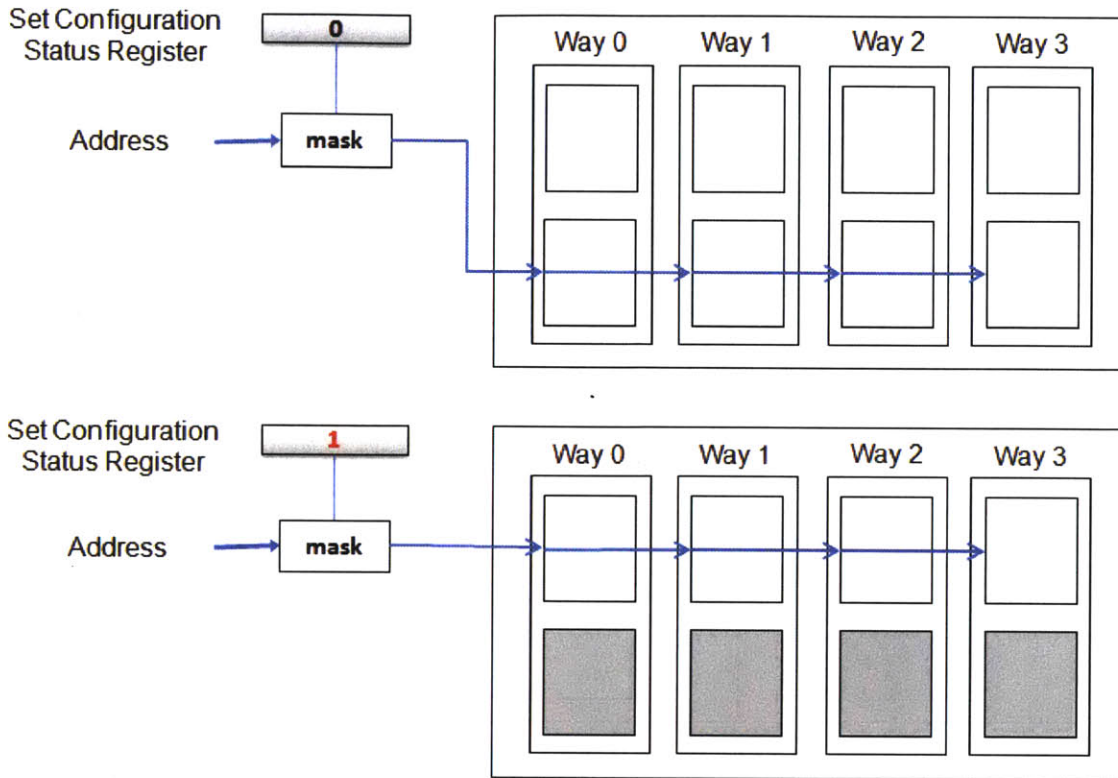 Set Configuration
Status Register
0
Address
mask
Way 0
Way 1
Way 2
Way 3
Set Configuration
Status Register
1
Address
mask
Way 0
Way 1
Way 2
Way 3